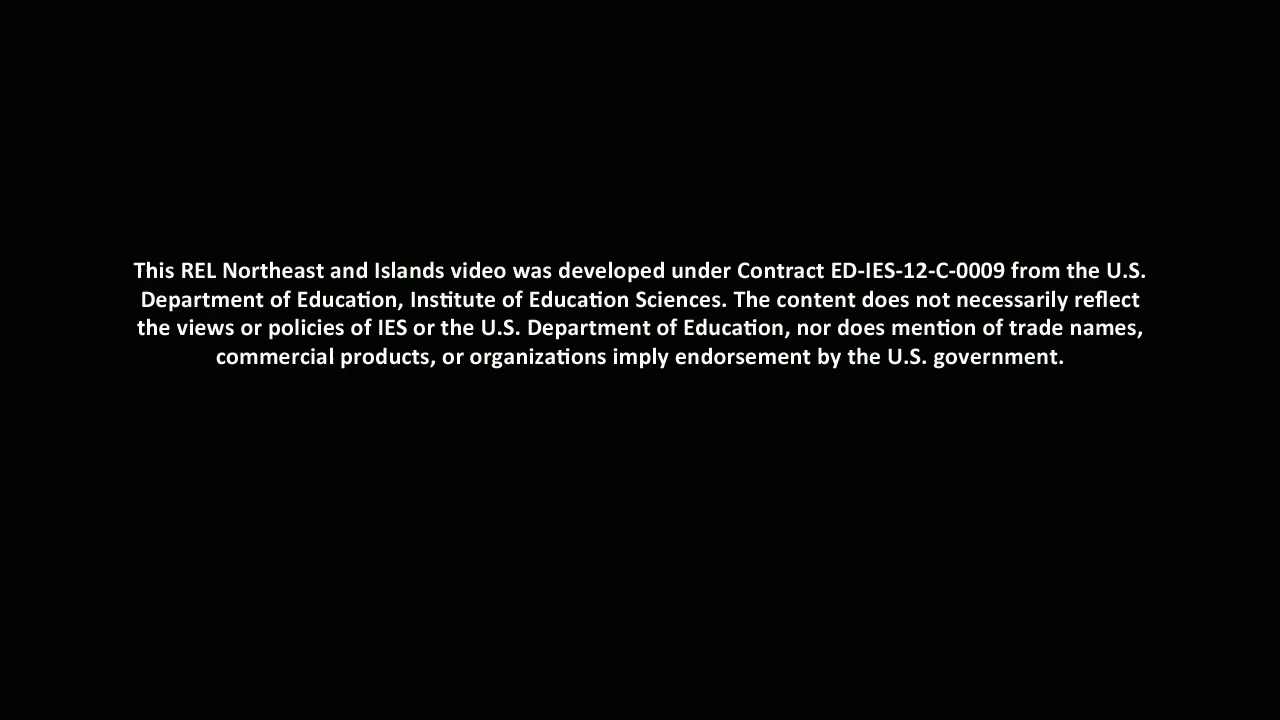 This REL Northeast and Islands video was developed under Contract ED-IES-12-C-0009 from the U.S.
Department of Education, Institute of Education Sciences. The content does not necessarily reflect
the views or policies of IES or the U.S. Department of Education, nor does mention of trade names,
commercial products, or organizations imply endorsement by the U.S. government.